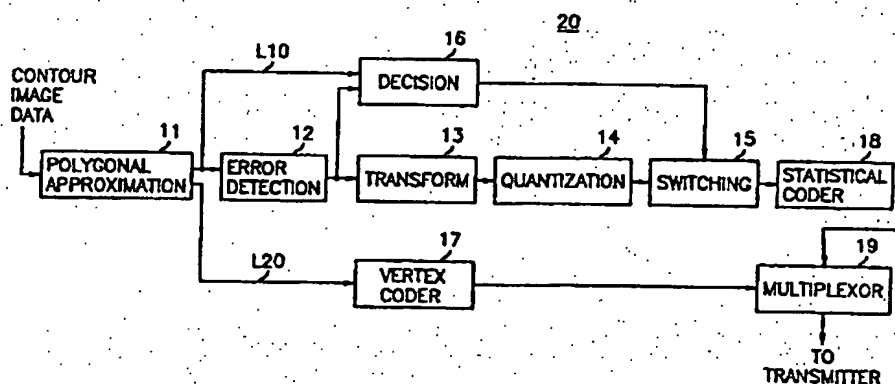 20
16
L10
CONTOUR
IMAGE
DATA
DECISION
11
12
13
14
15
18
POLYGONAL
APPROXIMATION
ERROR
DETECTION
TRANSFORM
QUANTIZATION
SWITCHING
STATISTICAL
CODER
17
19
L20
VERTEX
CODER
MULTIPLEXOR
TO
TRANSMITTER